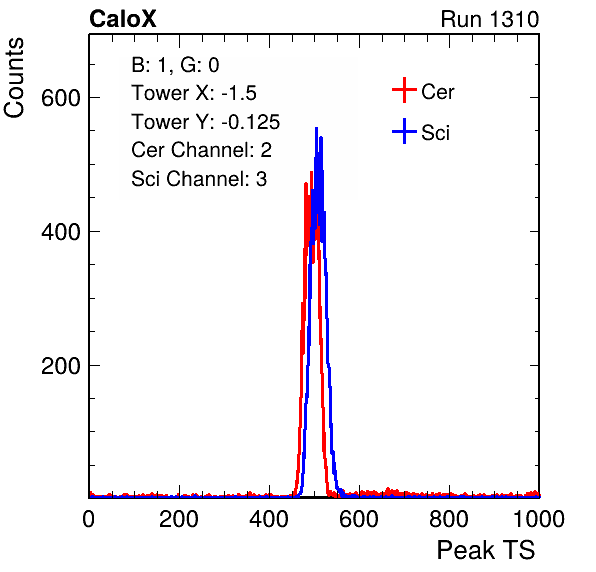 CaloX Run 1310
Counts
B: 1, G: 0
Tower X: -1.5
Tower Y: -0.125
Cer Channel: 2
Sci Channel: 3
Cer
Sci
600
400
200
0 200 400 600 800 1000
Peak TS